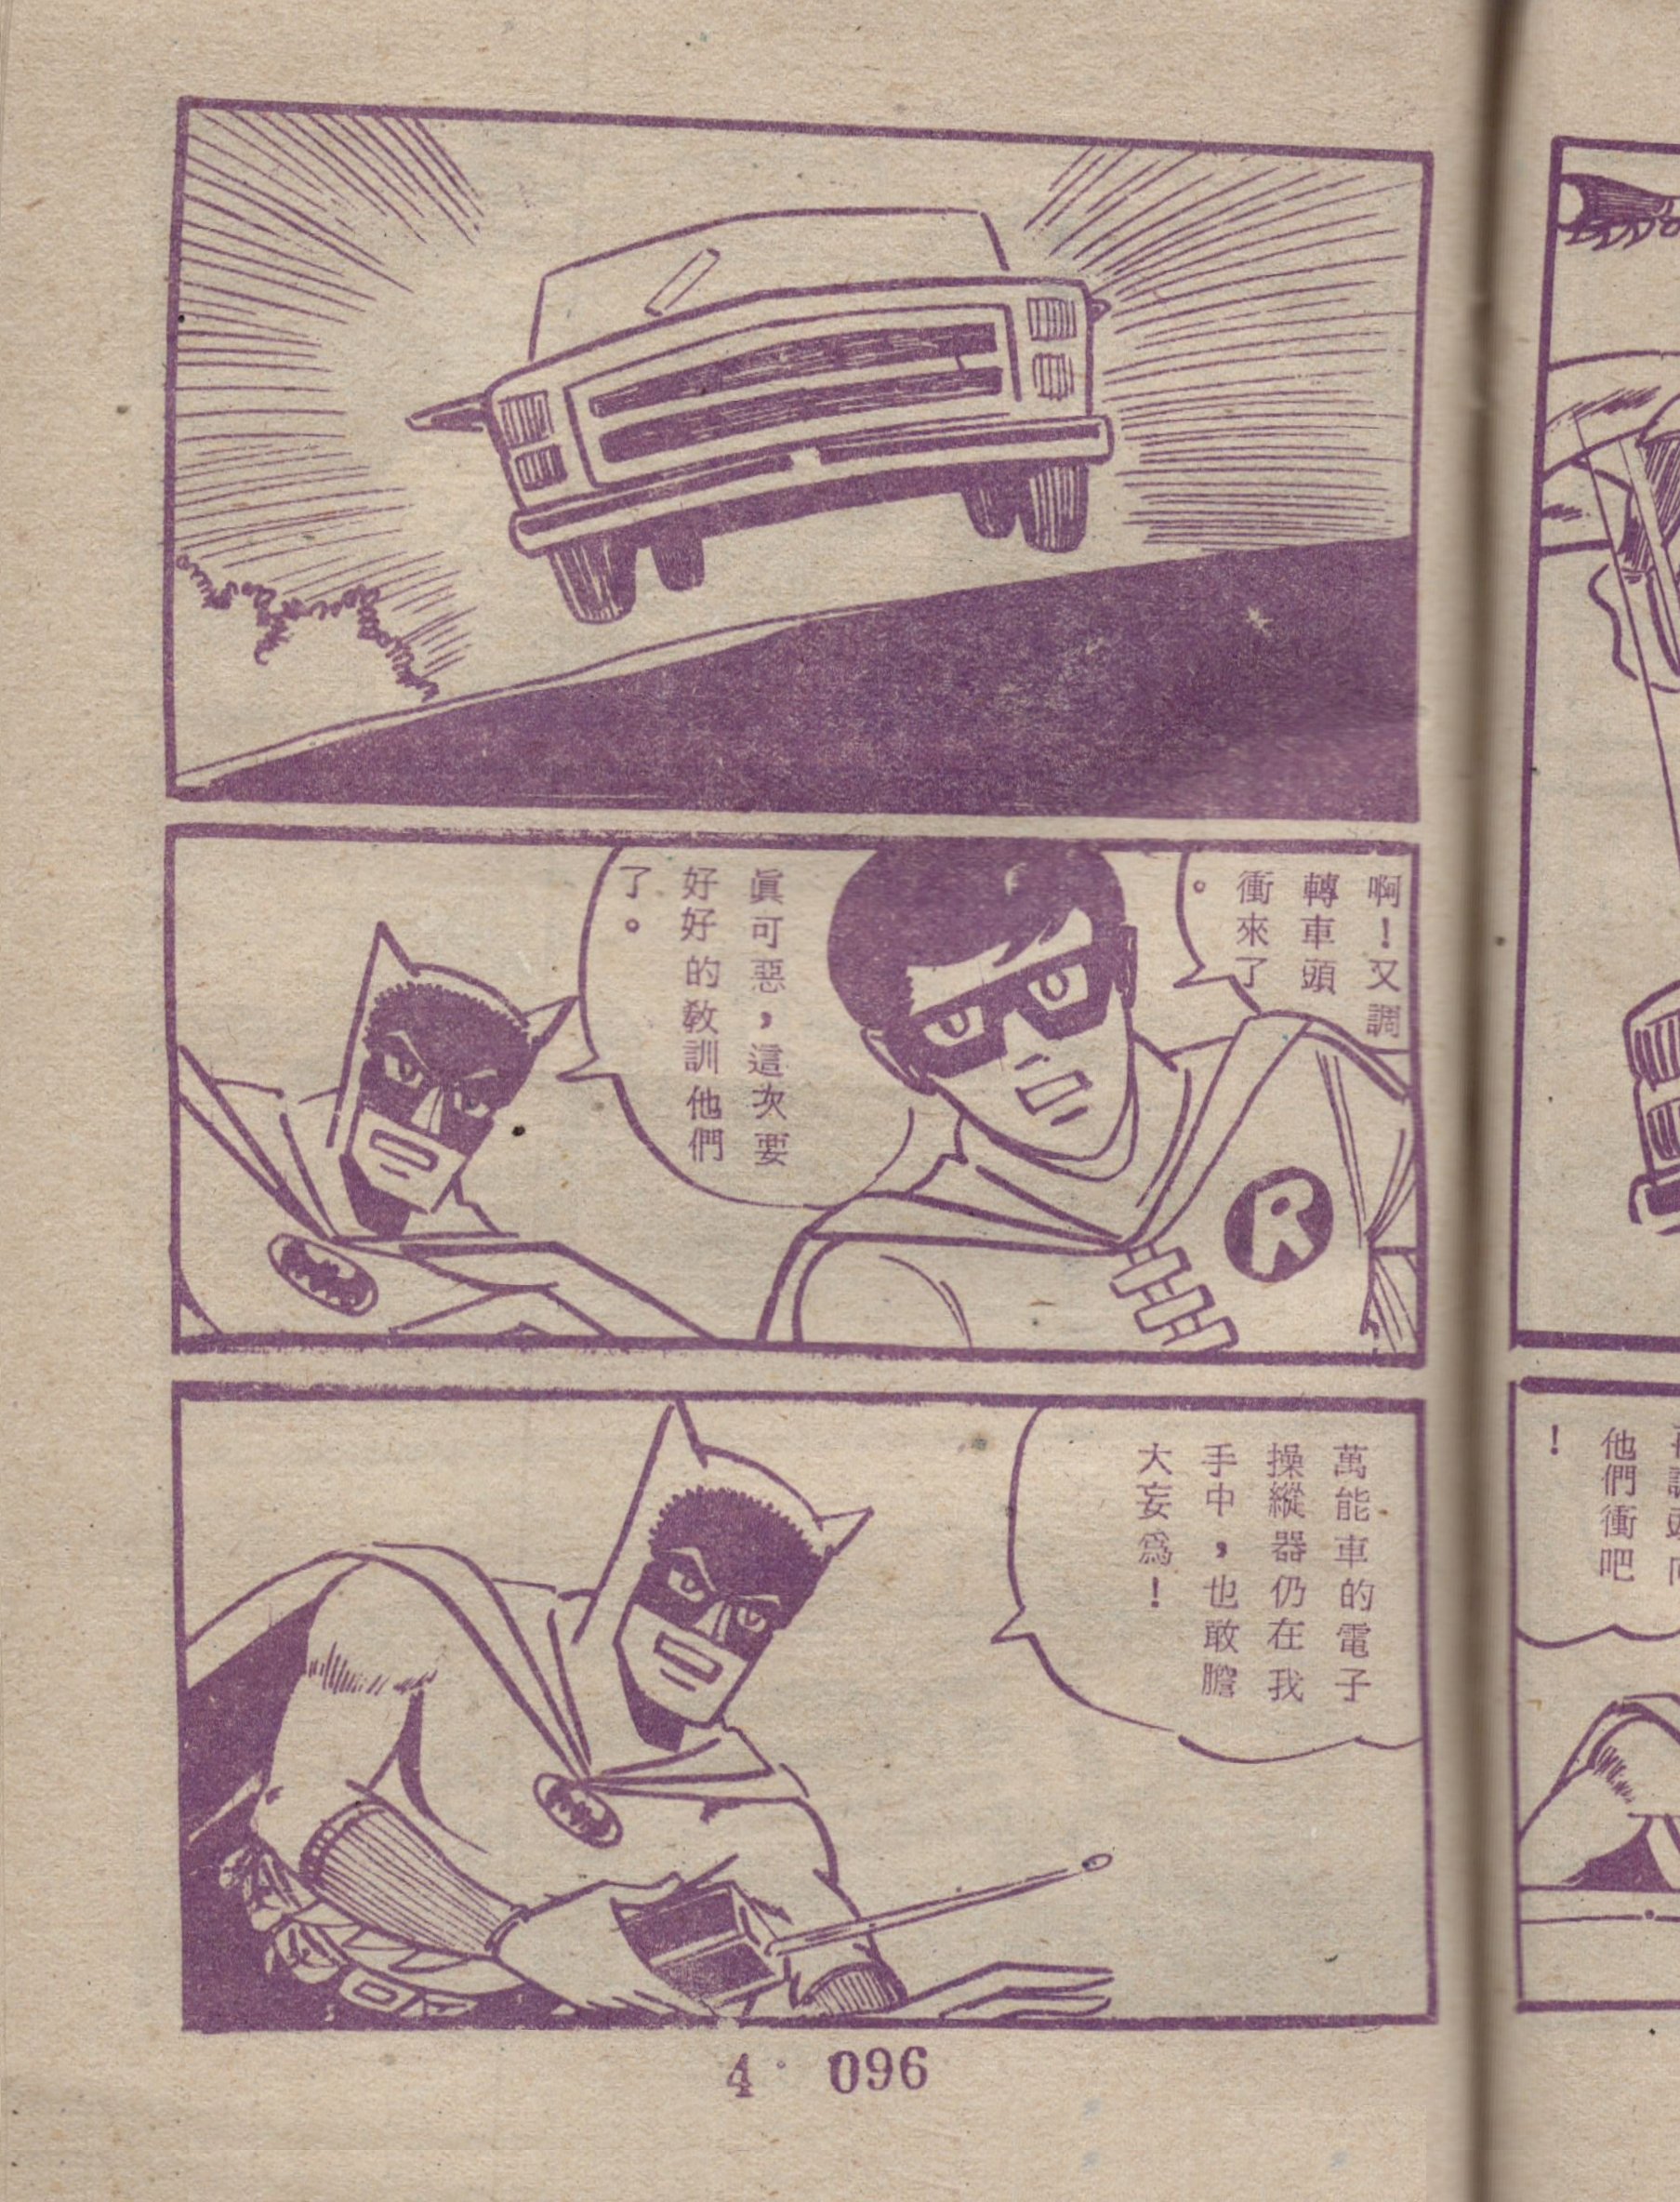 啊！又調
轉車頭
衝來了
。
R
眞可惡，這次要
好好的教訓他們
了。
萬能車的電子
操縱器仍在我
手中，也敢膽
大妄爲！
4。096
他們衝吧
！